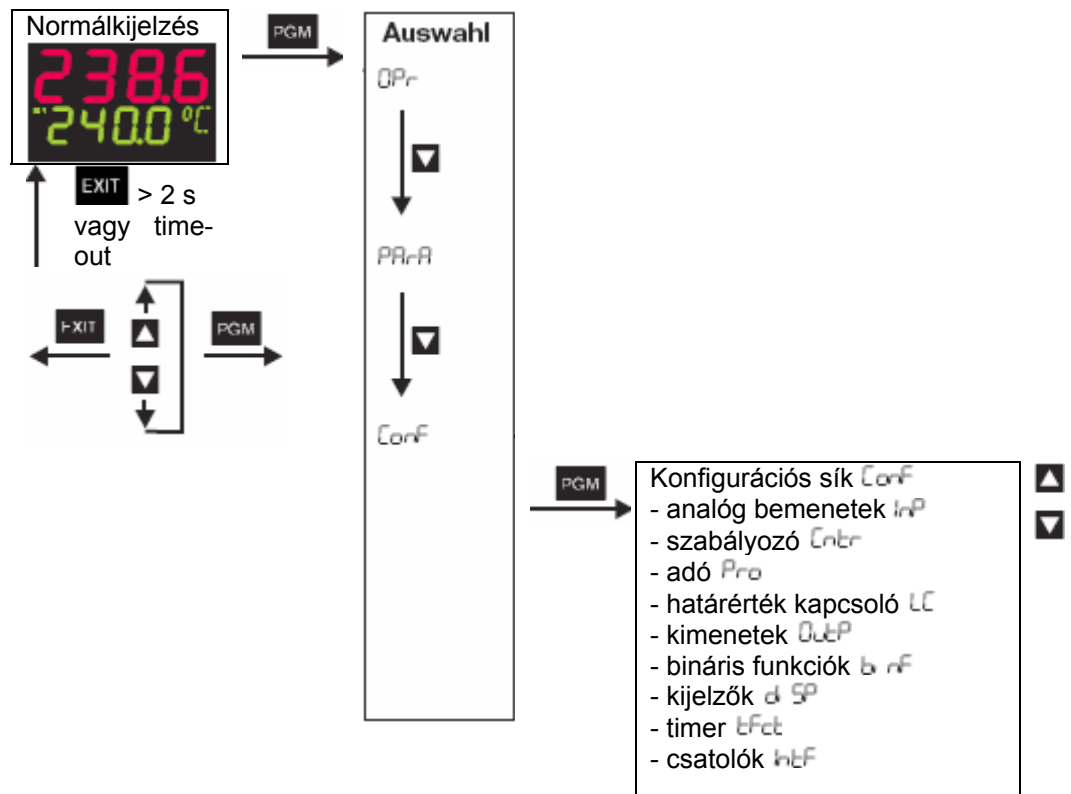 Normálkijelzés
238.6
240.0 °C
PGM
Auswahl
OPr
PArA
ConF
EXIT > 2 s
vagy time-
out
EXIT
PGM
PGM
Konfigurációs sík ConF
- analóg bemenetek InP
- szabályozó Cntr
- adó Pro
- határérték kapcsoló LC
- kimenetek OutP
- bináris funkciók binF
- kijelzők diSP
- timer tFct
- csatolók IntF